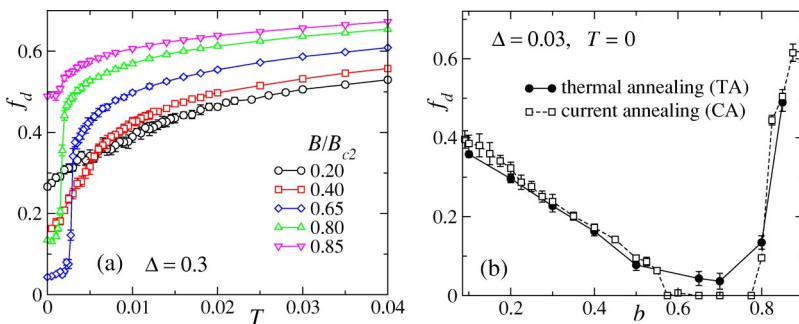 0.6
0.4
0.2
0
f_d
0
0.01
0.02
0.03
0.04
T
B/B_c2
0.20
0.40
0.65
0.80
0.85
(a)
Δ = 0.3
0.6
0.4
0.2
0
f_d
0.2
0.4
0.6
0.8
b
Δ = 0.03, T = 0
thermal annealing (TA)
current annealing (CA)
(b)